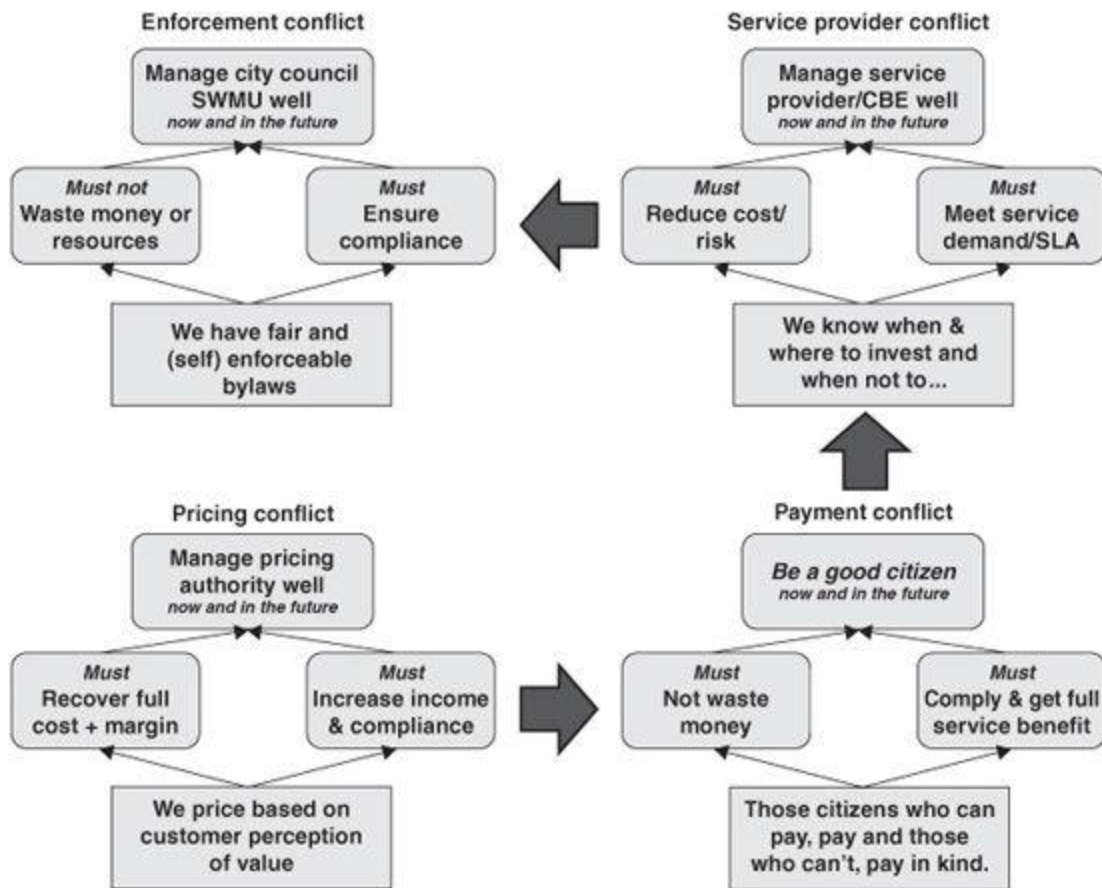 Enforcement conflict
Manage city council
SWMU well
now and in the future
Must not
Waste money or
resources
Must
Ensure
compliance
We have fair and
(self) enforceable
bylaws
Service provider conflict
Manage service
provider/CBE well
now and in the future
Must
Reduce cost/
risk
Must
Meet service
demand/SLA
We know when &
where to invest and
when not to...
Pricing conflict
Manage pricing
authority well
now and in the future
Must
Recover full
cost + margin
Must
Increase income
& compliance
We price based on
customer perception
of value
Payment conflict
Be a good citizen
now and in the future
Must
Not waste
money
Must
Comply & get full
service benefit
Those citizens who can
pay, pay and those
who can't, pay in kind.